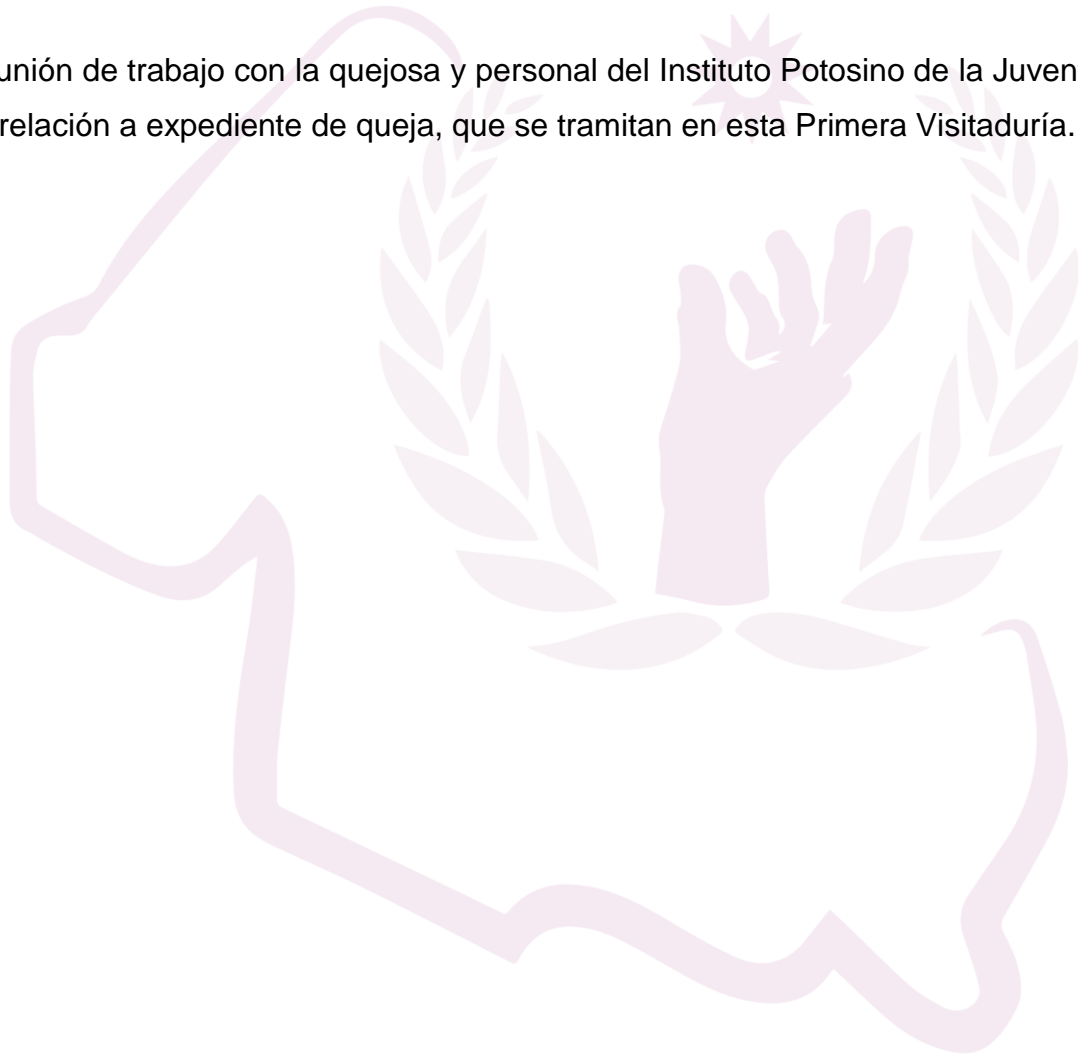 unión de trabajo con la quejosa y personal del Instituto Potosino de la Juven
relación a expediente de queja, que se tramitan en esta Primera Visitaduría.